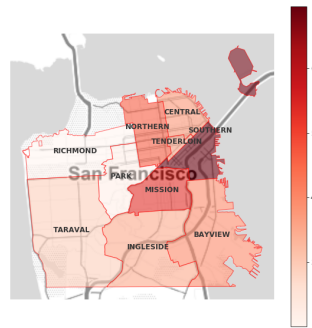 CENTRAL
NORTHERN
SOUTHERN
TENDERLOIN
RICHMOND
San Francisco
PARK
MISSION
TARAVAL
BAYVIEW
INGLESIDE